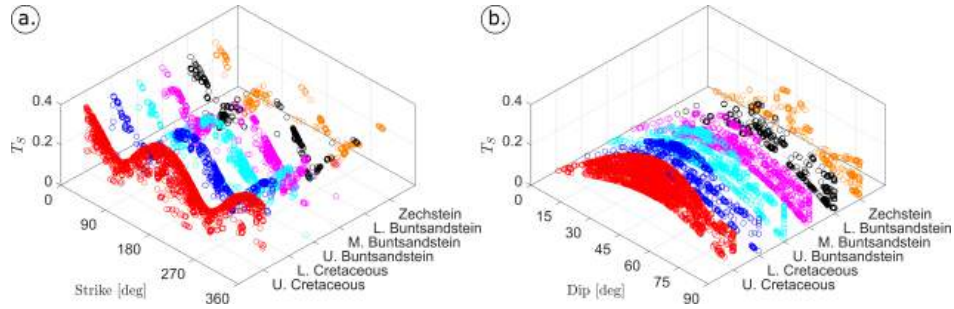 a.
0.4
0.2
0
T_S
0
90
180
270
360
Strike [deg]
Zechstein
L. Buntsandstein
M. Buntsandstein
U. Buntsandstein
L. Cretaceous
U. Cretaceous
b.
0.4
0.2
0
T_S
15
30
45
60
75
90
Dip [deg]
Zechstein
L. Buntsandstein
M. Buntsandstein
U. Buntsandstein
L. Cretaceous
U. Cretaceous